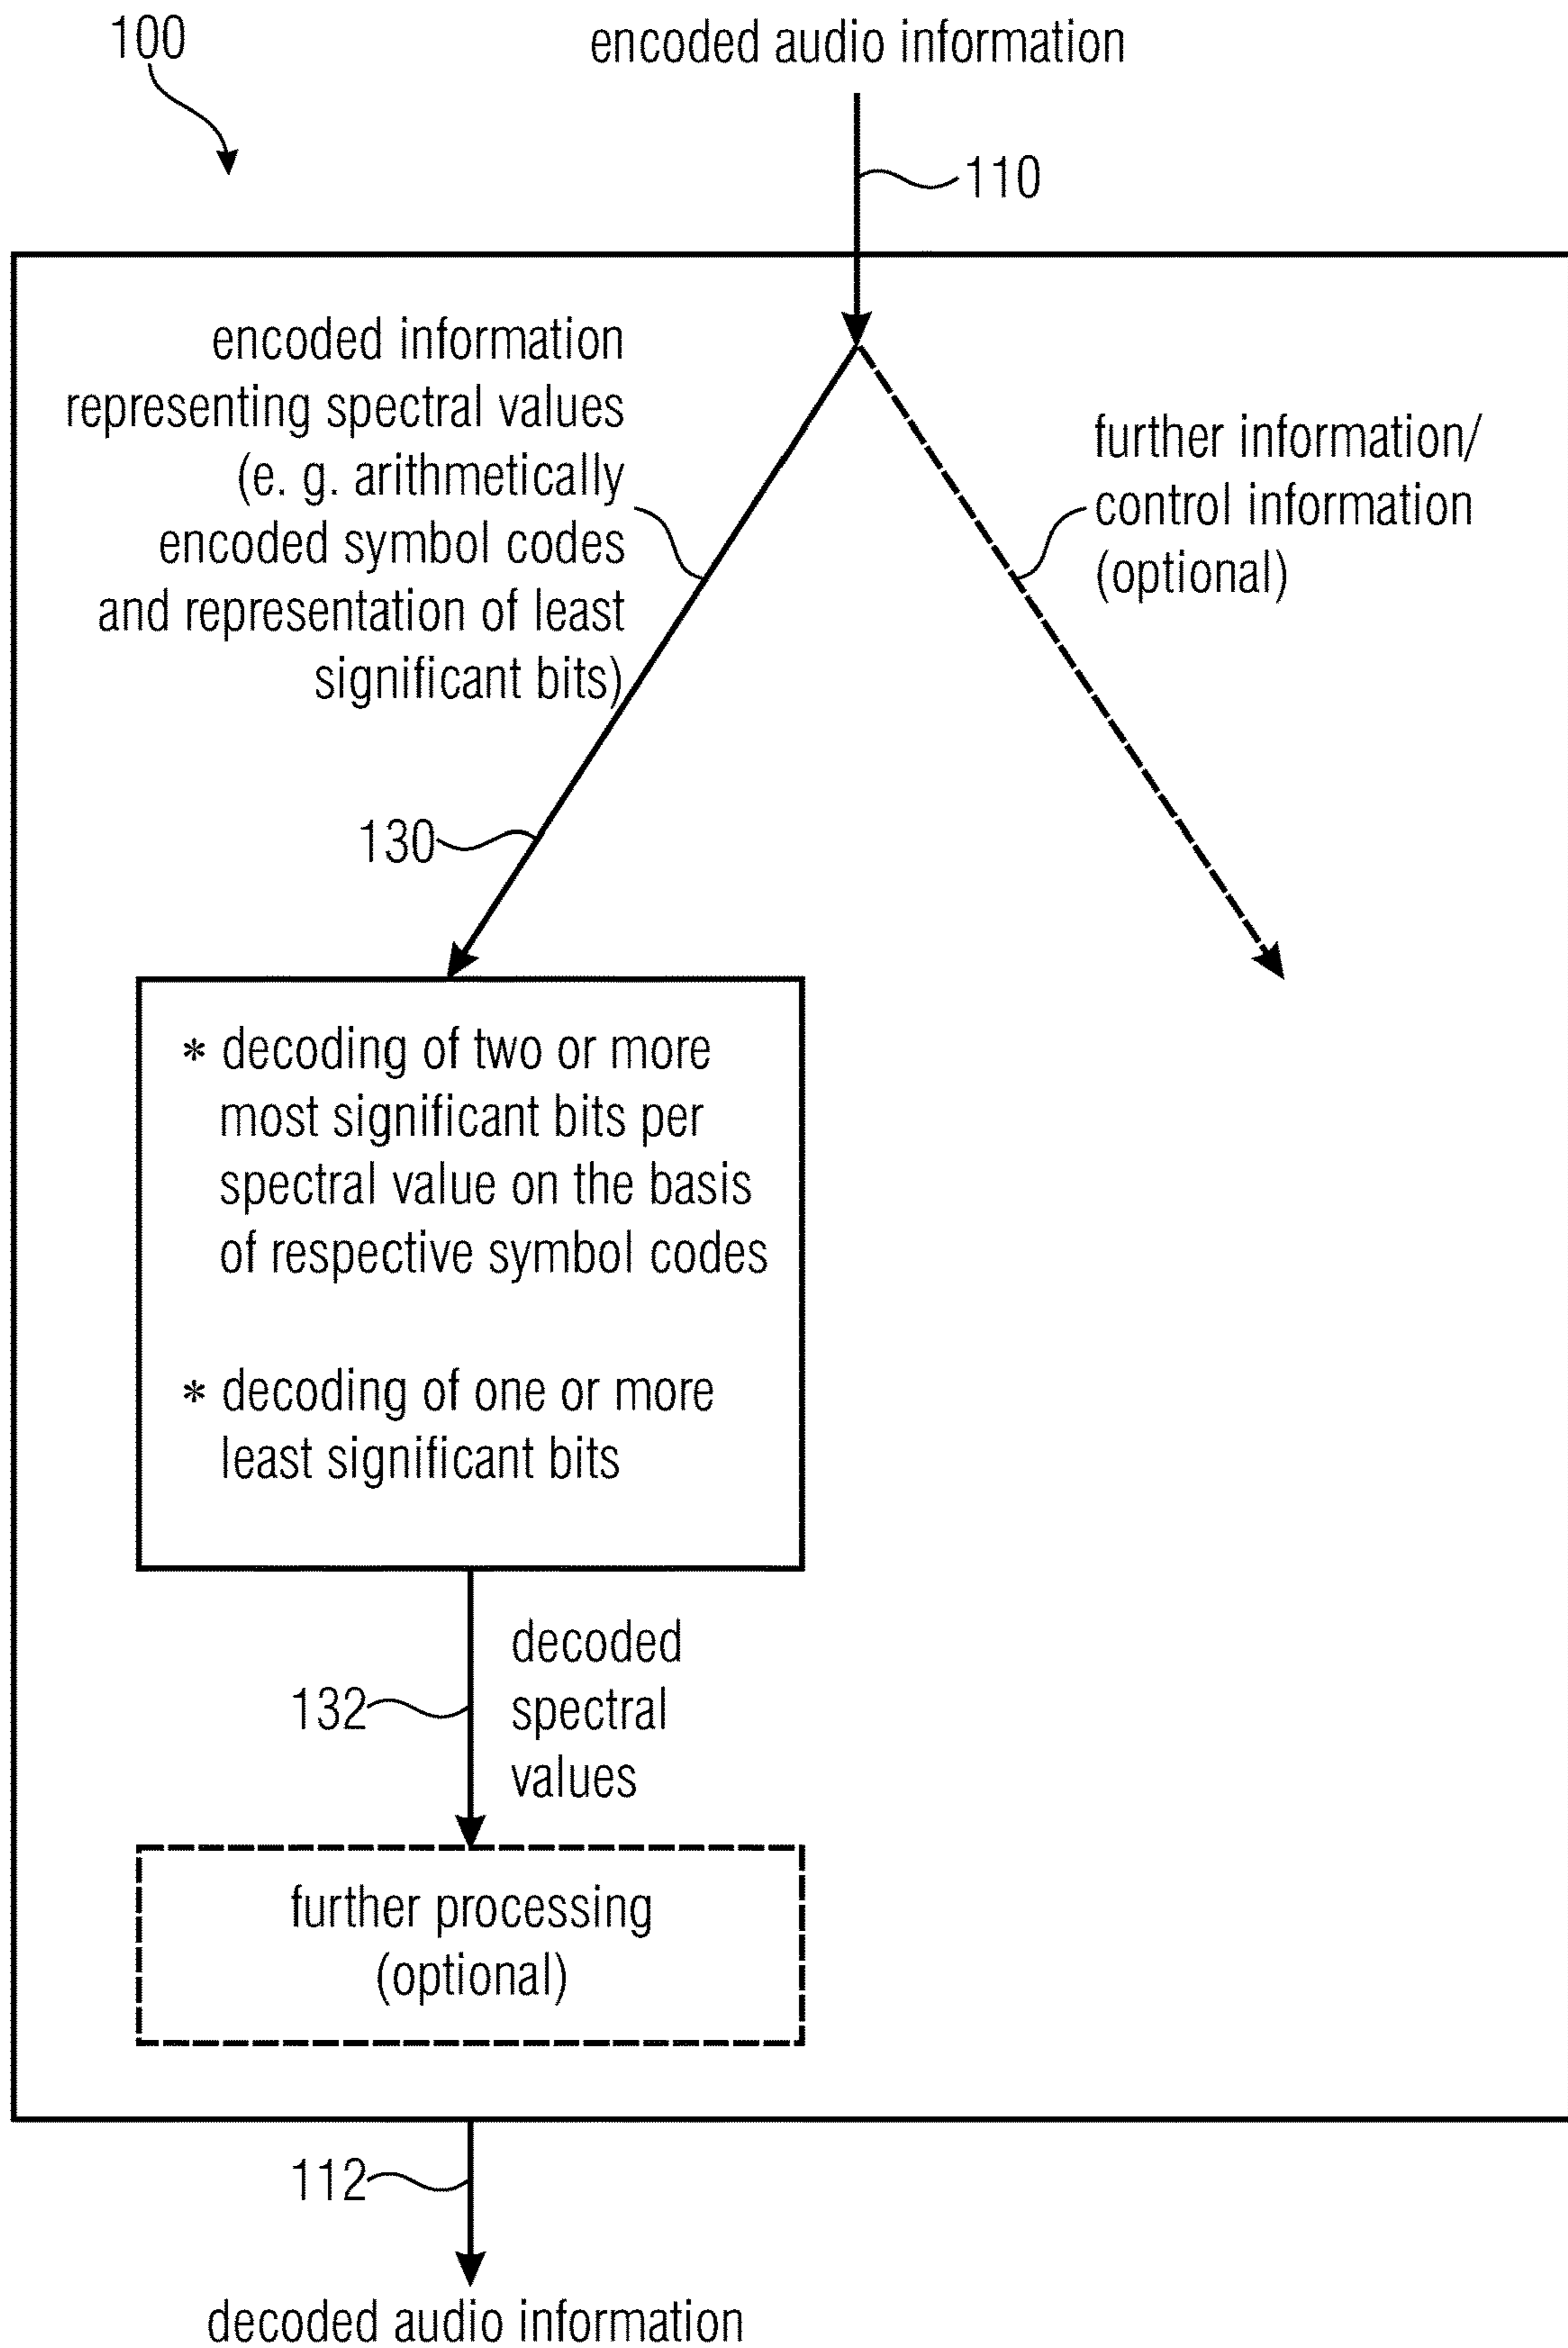 100
encoded audio information
110
encoded information
representing spectral values
(e. g. arithmetically
encoded symbol codes
and representation of least
significant bits)
further information/
control information
(optional)
130
* decoding of two or more
most significant bits per
spectral value on the basis
of respective symbol codes
* decoding of one or more
least significant bits
132
decoded
spectral
values
further processing
(optional)
112
decoded audio information